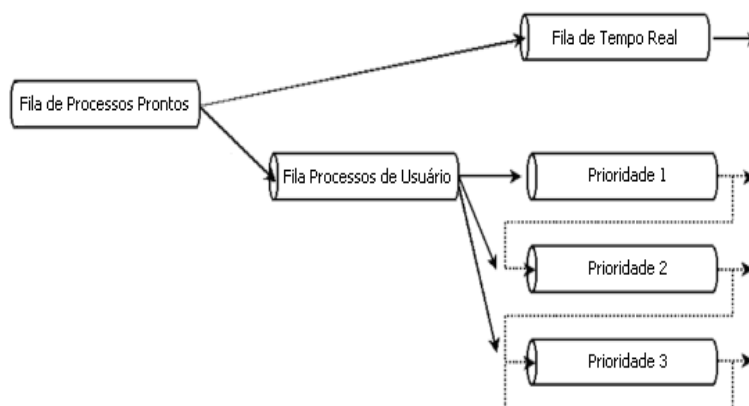 Fila de Tempo Real
Fila de Processos Prontos
Fila Processos de Usuário
Prioridade 1
Prioridade 2
Prioridade 3